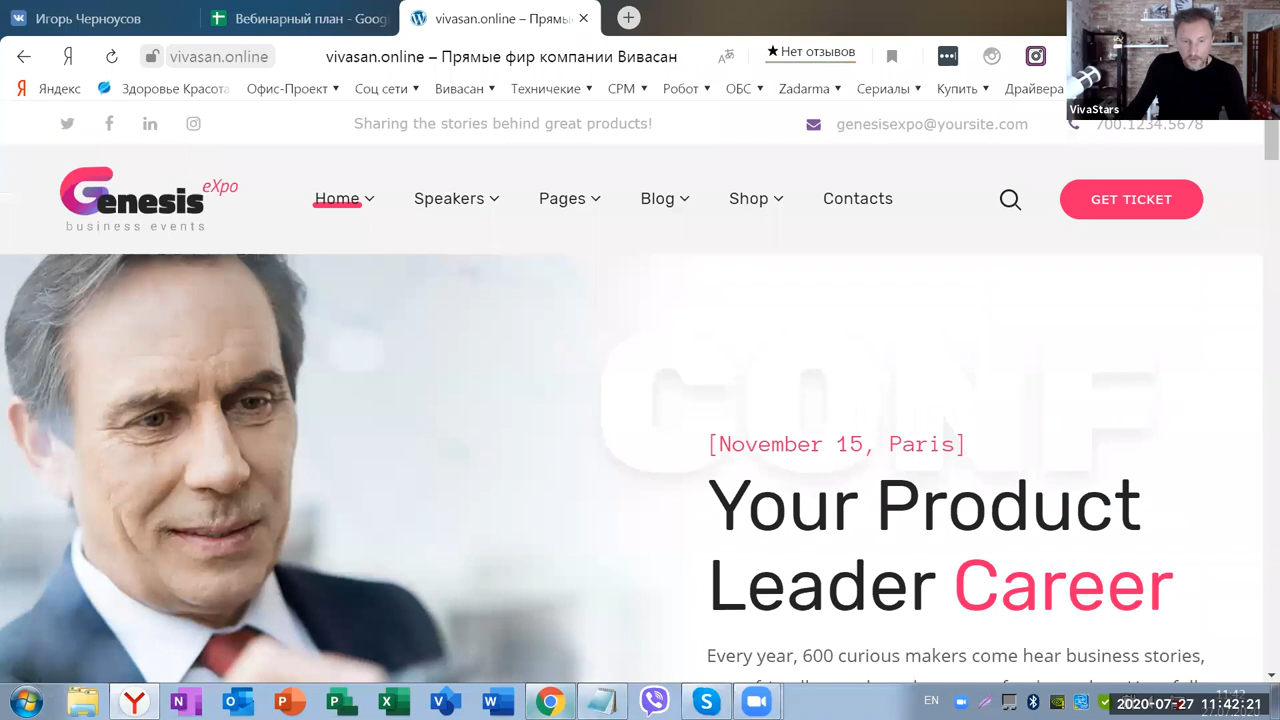 Игорь Черноусов
Вебинарный план - Goog
vivasan.online – Прямы
vivasan.online
vivasan.online – Прямые фир компании Вивасан
Нет отзывов
Яндекс
Здоровье Красота
Офис-Проект
Соц сети
Вивасан
Техничекие
СРМ
Робот
ОБС
Zadarma
Сериалы
Купить
Драйвера
VivaStars
Sharing the stories behind great products!
genesisexpo@yoursite.com
700.1234.5678
Genesis eXpo
business events
Home
Speakers
Pages
Blog
Shop
Contacts
GET TICKET
CONF
[November 15, Paris]
Your Product
Leader Career
Every year, 600 curious makers come hear business stories,
EN
2020-07-27 11:42:21